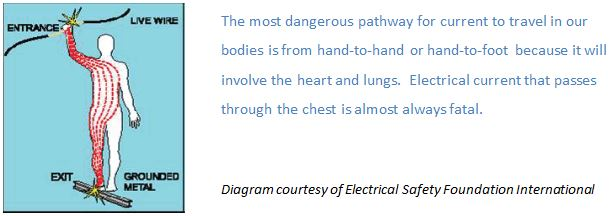 LIVE WIRE
ENTRANCE
EXIT GROUNDED
METAL
The most dangerous pathway for current to travel in our
bodies is from hand-to-hand or hand-to-foot because it will
involve the heart and lungs. Electrical current that passes
through the chest is almost always fatal.
Diagram courtesy of Electrical Safety Foundation International